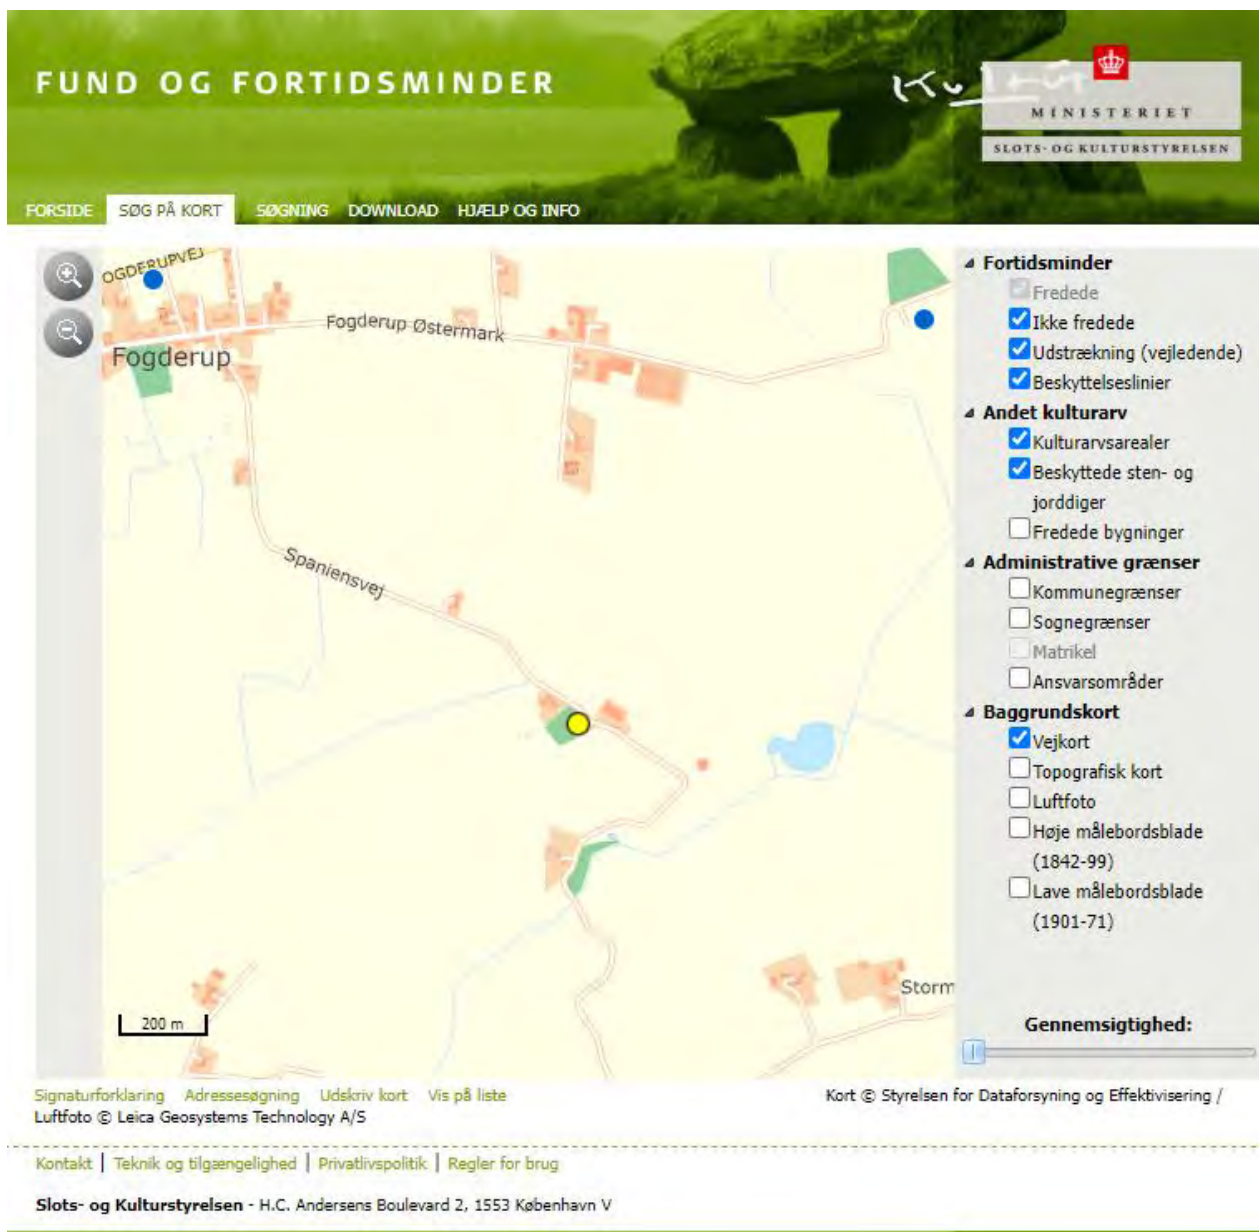 FUND OG FORTIDSMINDER
Kultur
MINISTERIET
SLOTS- OG KULTURSTYRELSEN
FORSIDE SØG PÅ KORT SØGNING DOWNLOAD HJÆLP OG INFO
OGDERUPVEJ
Fogderup Østermark
Fogderup
Spaniensvej
Storm
200 m
Fortidsminder
Fredede
Ikke fredede
Udstrækning (vejledende)
Beskyttelseslinier
Andet kulturarv
Kulturarvsarealer
Beskyttede sten- og
jorddiger
Fredede bygninger
Administrative grænser
Kommunegrænser
Sognegrænser
Matrikel
Ansvarsområder
Baggrundskort
Vejkort
Topografisk kort
Luftfoto
Høje målebordsblade
(1842-99)
Lave målebordsblade
(1901-71)
Gennemsigtighed:
Signaturforklaring Adressesøgning Udskriv kort Vis på liste
Kort © Styrelsen for Dataforsyning og Effektivisering /
Luftfoto © Leica Geosystems Technology A/S
Kontakt | Teknik og tilgængelighed | Privatlivspolitik | Regler for brug
Slots- og Kulturstyrelsen - H.C. Andersens Boulevard 2, 1553 København V